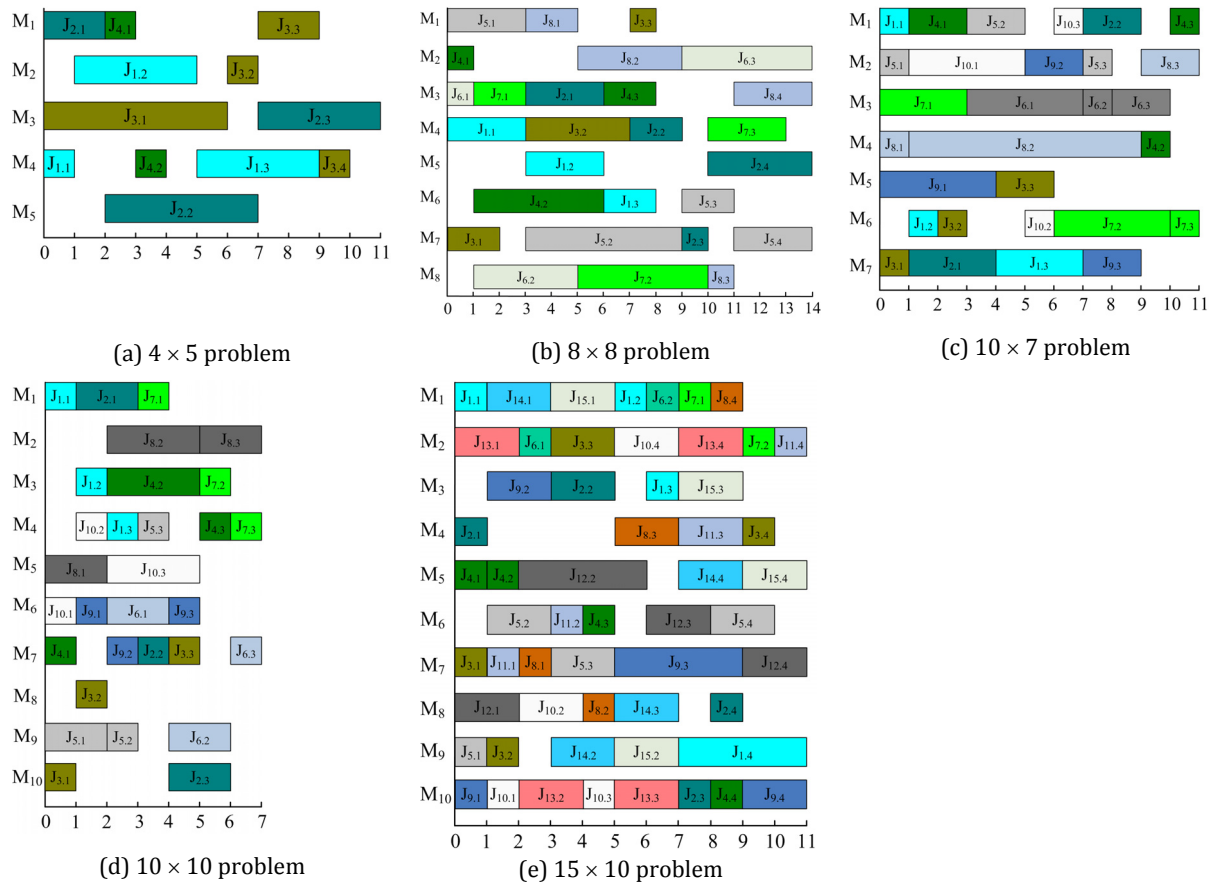 M1 J2.1 J4.1 J3.3
M2 J1.2 J3.2
M3 J3.1 J2.3
M4 J1.1 J4.2 J1.3 J3.4
M5 J2.2
0 1 2 3 4 5 6 7 8 9 10 11
(a) 4 × 5 problem
M1 J5.1 J8.1 J3.3
M2 J4.1 J8.2 J6.3
M3 J6.1 J7.1 J2.1 J4.3 J8.4
M4 J1.1 J3.2 J2.2 J7.3
M5 J1.2 J2.4
M6 J4.2 J1.3 J5.3
M7 J3.1 J5.2 J2.3 J5.4
M8 J6.2 J7.2 J8.3
0 1 2 3 4 5 6 7 8 9 10 11 12 13 14
(b) 8 × 8 problem
M1 J1.1 J4.1 J5.2 J10.3 J2.2 J4.3
M2 J5.1 J10.1 J9.2 J5.3 J8.3
M3 J7.1 J6.1 J6.2 J6.3
M4 J8.1 J8.2 J4.2
M5 J9.1 J3.3
M6 J1.2 J3.2 J10.2 J7.2 J7.3
M7 J3.1 J2.1 J1.3 J9.3
0 1 2 3 4 5 6 7 8 9 10 11
(c) 10 × 7 problem
M1 J1.1 J2.1 J7.1
M2 J8.2 J8.3
M3 J1.2 J4.2 J7.2
M4 J10.2 J1.3 J5.3 J4.3 J7.3
M5 J8.1 J10.3
M6 J10.1 J9.1 J6.1 J9.3
M7 J4.1 J9.2 J2.2 J3.3 J6.3
M8 J3.2
M9 J5.1 J5.2 J6.2
M10 J3.1 J2.3
0 1 2 3 4 5 6 7
(d) 10 × 10 problem
M1 J1.1 J14.1 J15.1 J1.2 J6.2 J7.1 J8.4
M2 J13.1 J6.1 J3.3 J10.4 J13.4 J7.2 J11.4
M3 J9.2 J2.2 J1.3 J15.3
M4 J2.1 J8.3 J11.3 J3.4
M5 J4.1 J4.2 J12.2 J14.4 J15.4
M6 J5.2 J11.2 J4.3 J12.3 J5.4
M7 J3.1 J11.1 J8.1 J5.3 J9.3 J12.4
M8 J12.1 J10.2 J8.2 J14.3 J2.4
M9 J5.1 J3.2 J14.2 J15.2 J1.4
M10 J9.1 J10.1 J13.2 J10.3 J13.3 J2.3 J4.4 J9.4
0 1 2 3 4 5 6 7 8 9 10 11
(e) 15 × 10 problem